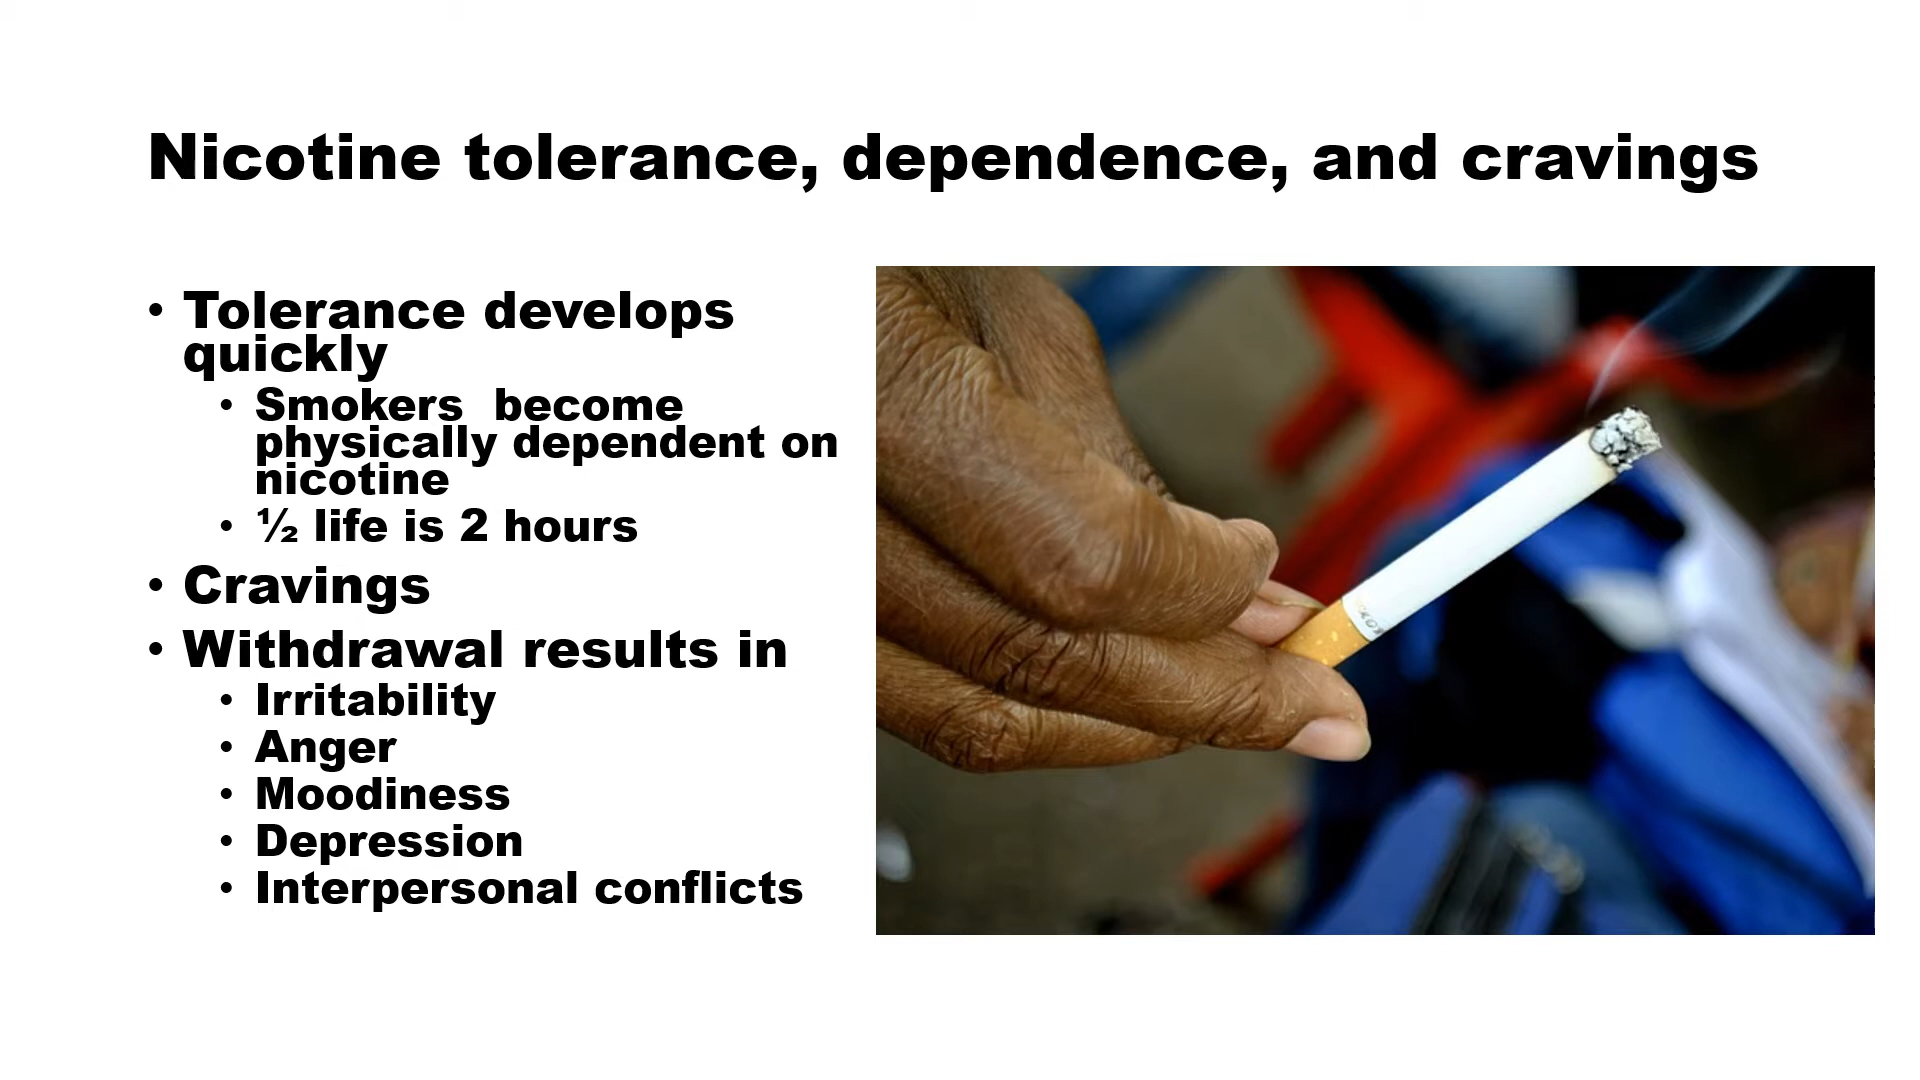 Nicotine tolerance, dependence, and cravings
• Tolerance develops
quickly
• Smokers  become
physically dependent on
nicotine
• ½ life is 2 hours
• Cravings
• Withdrawal results in
• Irritability
• Anger
• Moodiness
• Depression
• Interpersonal conflicts